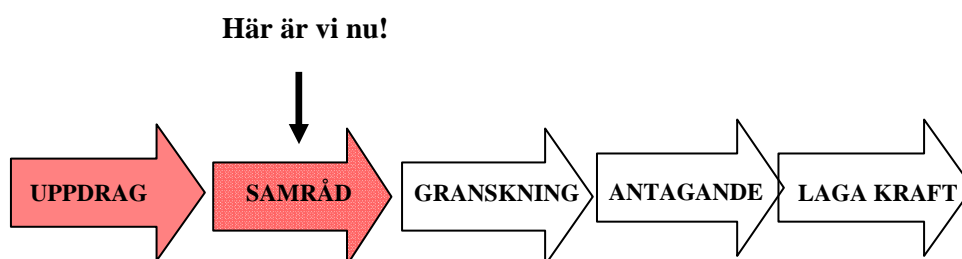 Här är vi nu!
UPPDRAG
SAMRÅD
GRANSKNING
ANTAGANDE
LAGA KRAFT